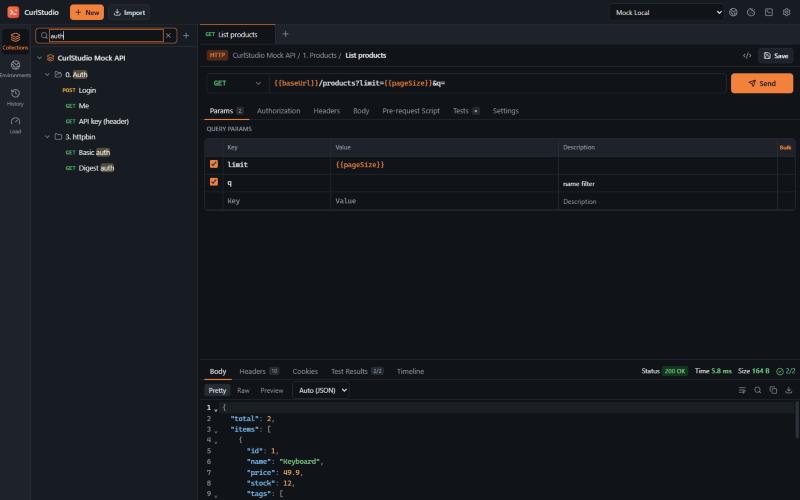 CurlStudio
New
Import
Mock Local
Collections
Environments
History
Load
auth
CurlStudio Mock API
0. Auth
POST Login
GET Me
GET API key (header)
3. httpbin
GET Basic auth
GET Digest auth
GET List products
HTTP CurlStudio Mock API / 1. Products / List products
Save
GET {{baseUrl}}/products?limit={{pageSize}}&q=
Send
Params 2 Authorization Headers Body Pre-request Script Tests Settings
QUERY PARAMS
Key Value Description Bulk
limit {{pageSize}}
q name filter
Key Value Description
Body Headers 10 Cookies Test Results 2/2 Timeline
Status 200 OK Time 5.8 ms Size 164 B 2/2
Pretty Raw Preview Auto (JSON)
1 {
2 "total": 2,
3 "items": [
4 {
5 "id": 1,
6 "name": "Keyboard",
7 "price": 49.9,
8 "stock": 12,
9 "tags": [